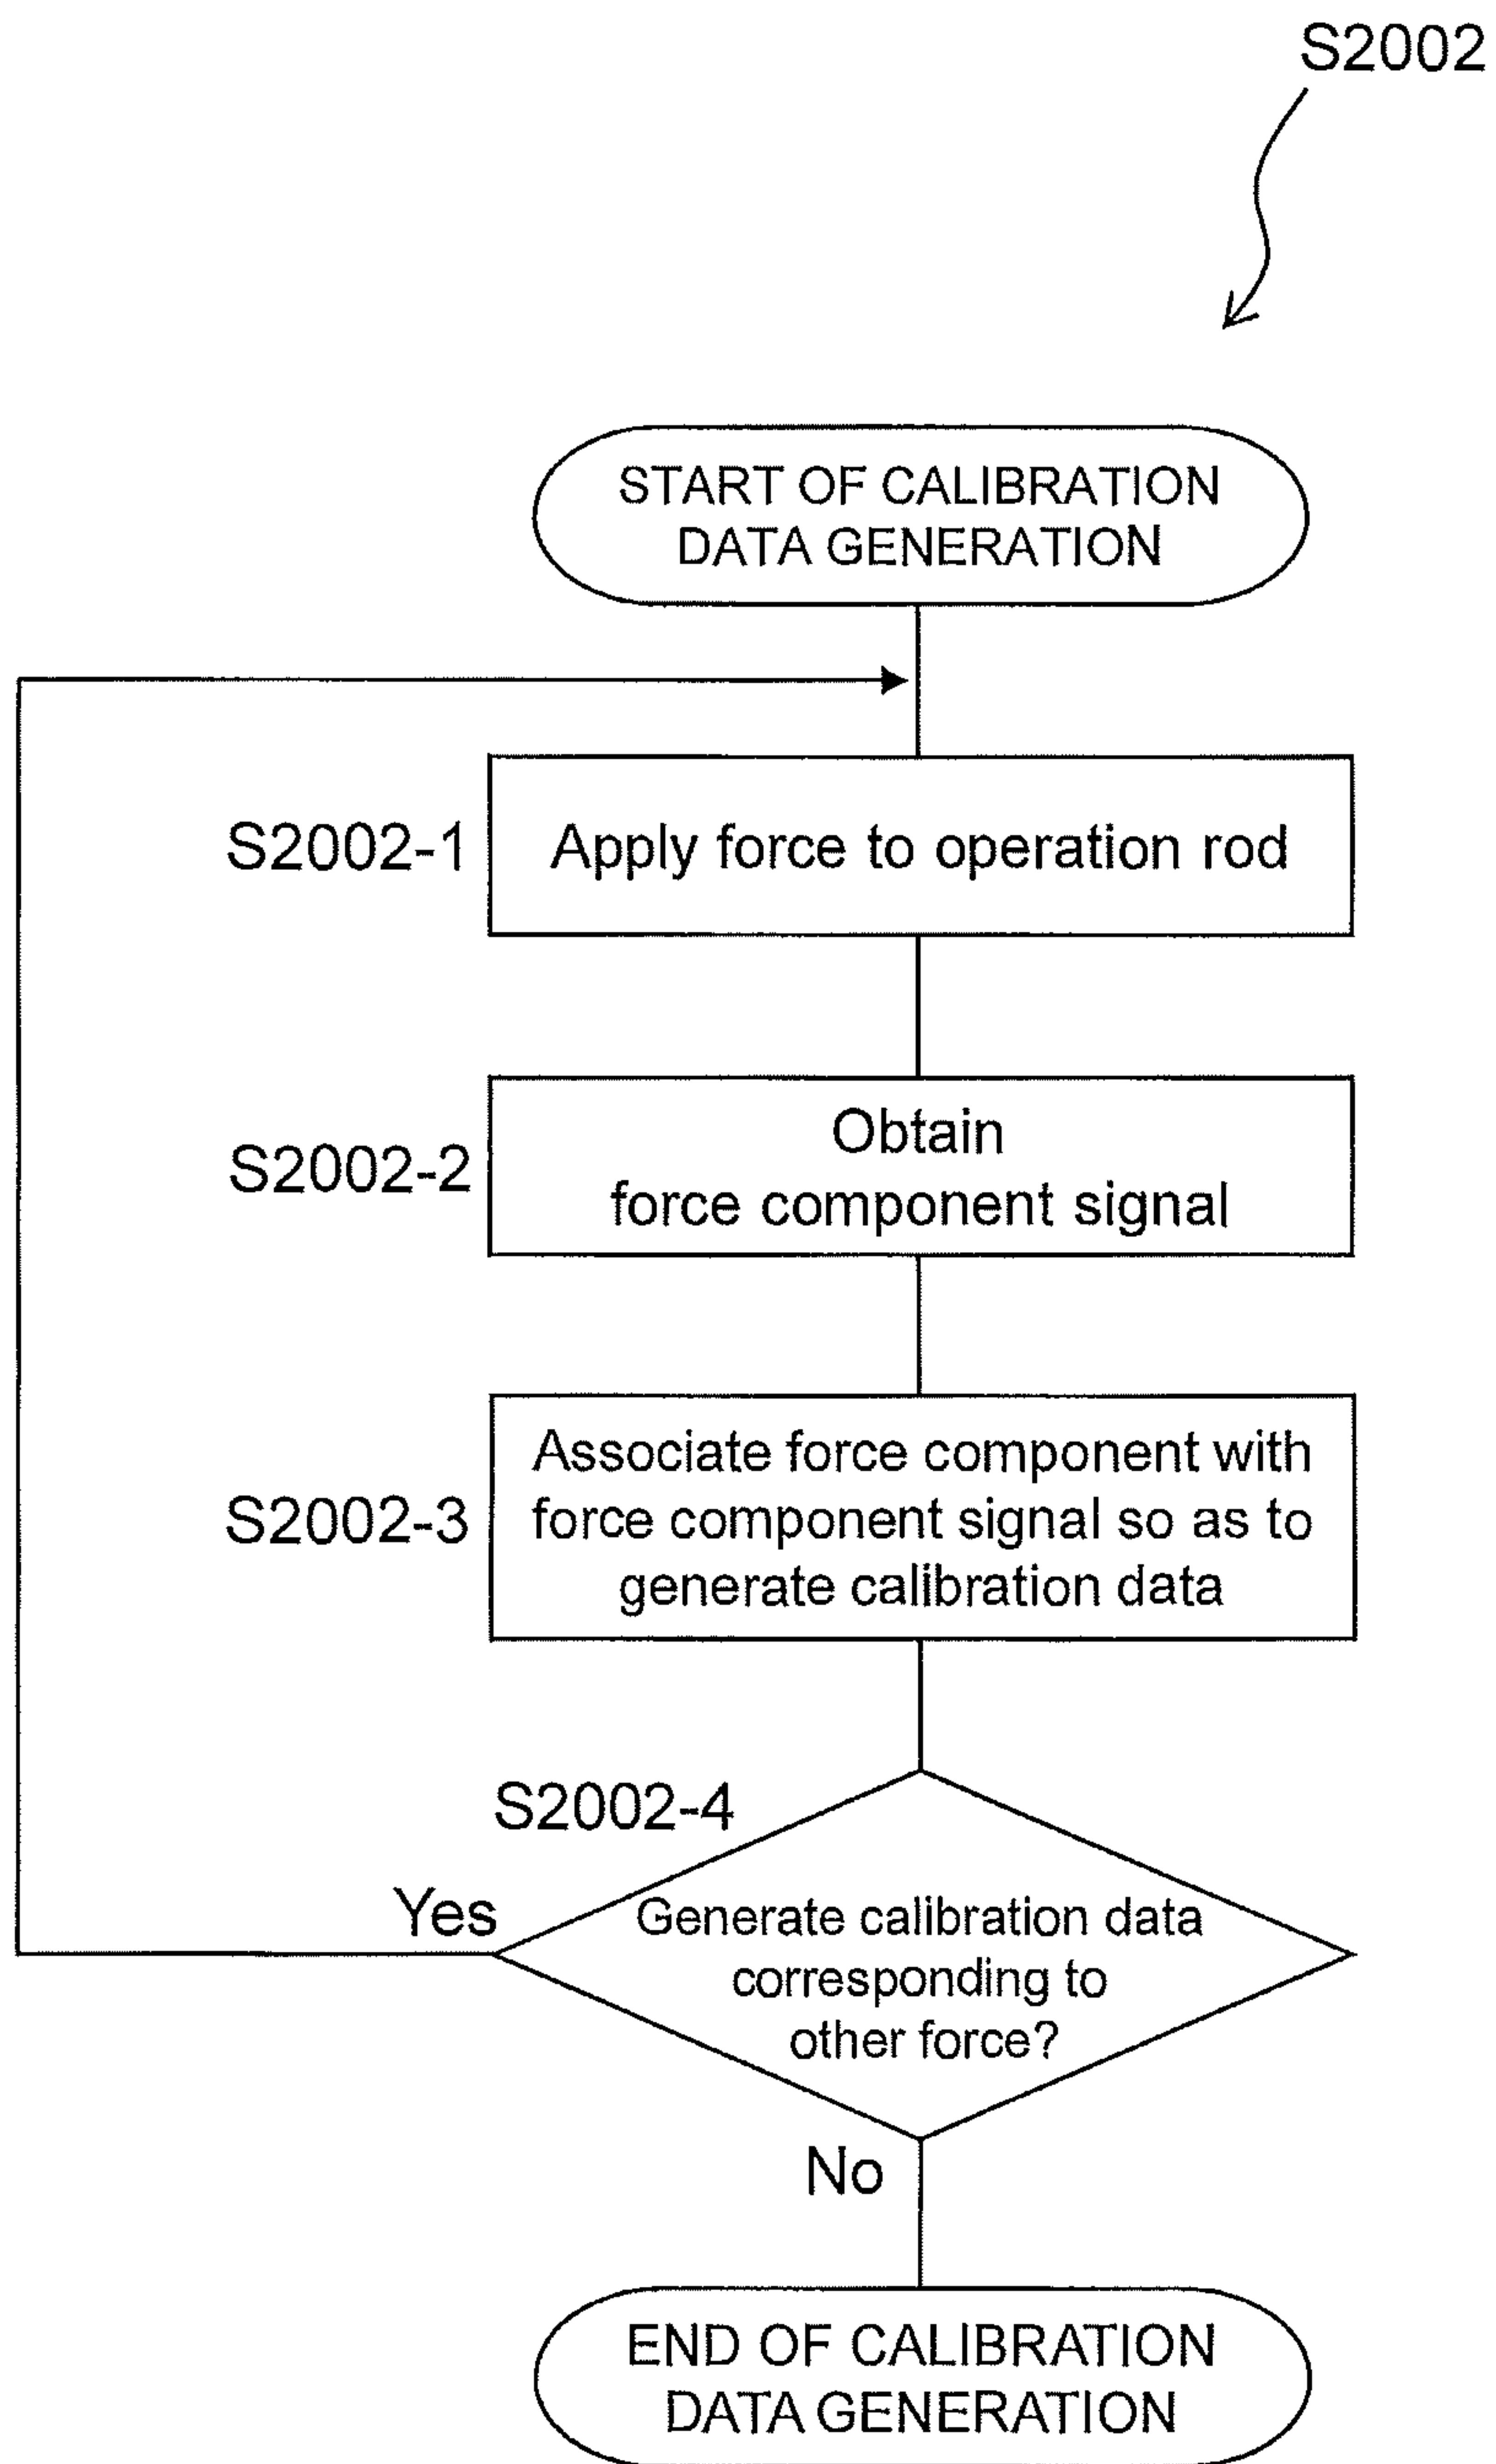 S2002
START OF CALIBRATION
DATA GENERATION
S2002-1
Apply force to operation rod
S2002-2
Obtain
force component signal
S2002-3
Associate force component with
force component signal so as to
generate calibration data
S2002-4
Yes
Generate calibration data
corresponding to
other force?
No
END OF CALIBRATION
DATA GENERATION